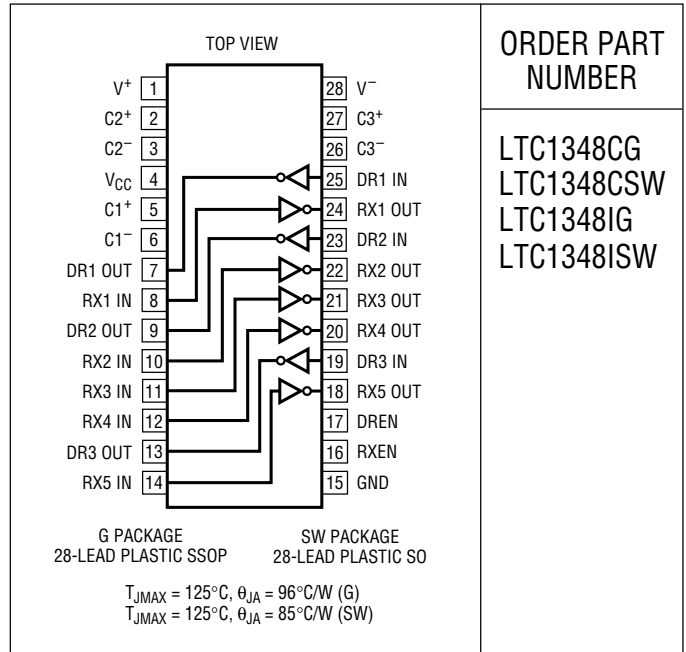 TOP VIEW
V+ 1
C2+ 2
C2− 3
VCC 4
C1+ 5
C1− 6
DR1 OUT 7
RX1 IN 8
DR2 OUT 9
RX2 IN 10
RX3 IN 11
RX4 IN 12
DR3 OUT 13
RX5 IN 14
28 V−
27 C3+
26 C3−
25 DR1 IN
24 RX1 OUT
23 DR2 IN
22 RX2 OUT
21 RX3 OUT
20 RX4 OUT
19 DR3 IN
18 RX5 OUT
17 DREN
16 RXEN
15 GND
G PACKAGE
28-LEAD PLASTIC SSOP
SW PACKAGE
28-LEAD PLASTIC SO
TJMAX = 125°C, θJA = 96°C/W (G)
TJMAX = 125°C, θJA = 85°C/W (SW)
ORDER PART
NUMBER
LTC1348CG
LTC1348CSW
LTC1348IG
LTC1348ISW